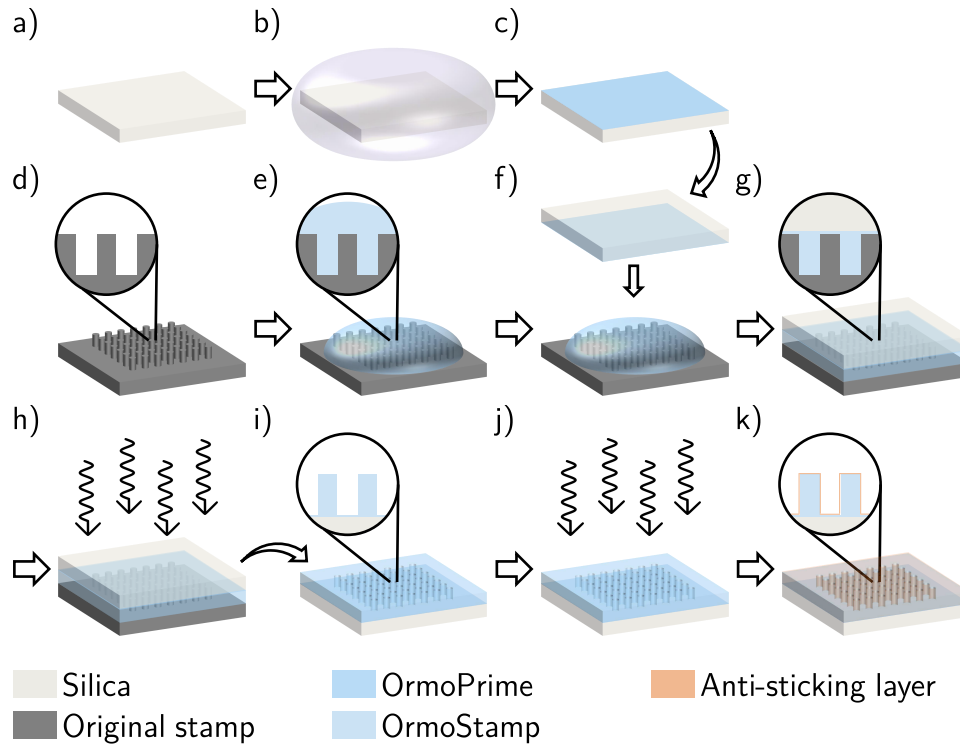 a)
b)
c)
d)
e)
f)
g)
h)
i)
j)
k)
Silica
OrmoPrime
Anti-sticking layer
Original stamp
OrmoStamp